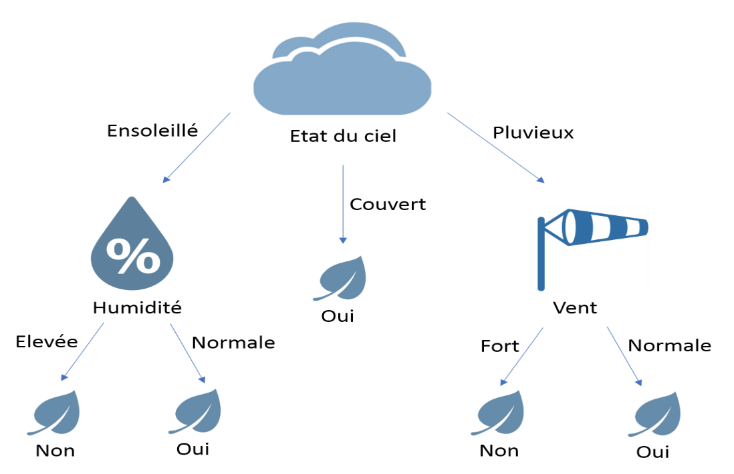 Ensoleillé
Etat du ciel
Pluvieux
Couvert
%
Humidité
Oui
Vent
Elevée
Normale
Fort
Normale
Non
Oui
Non
Oui